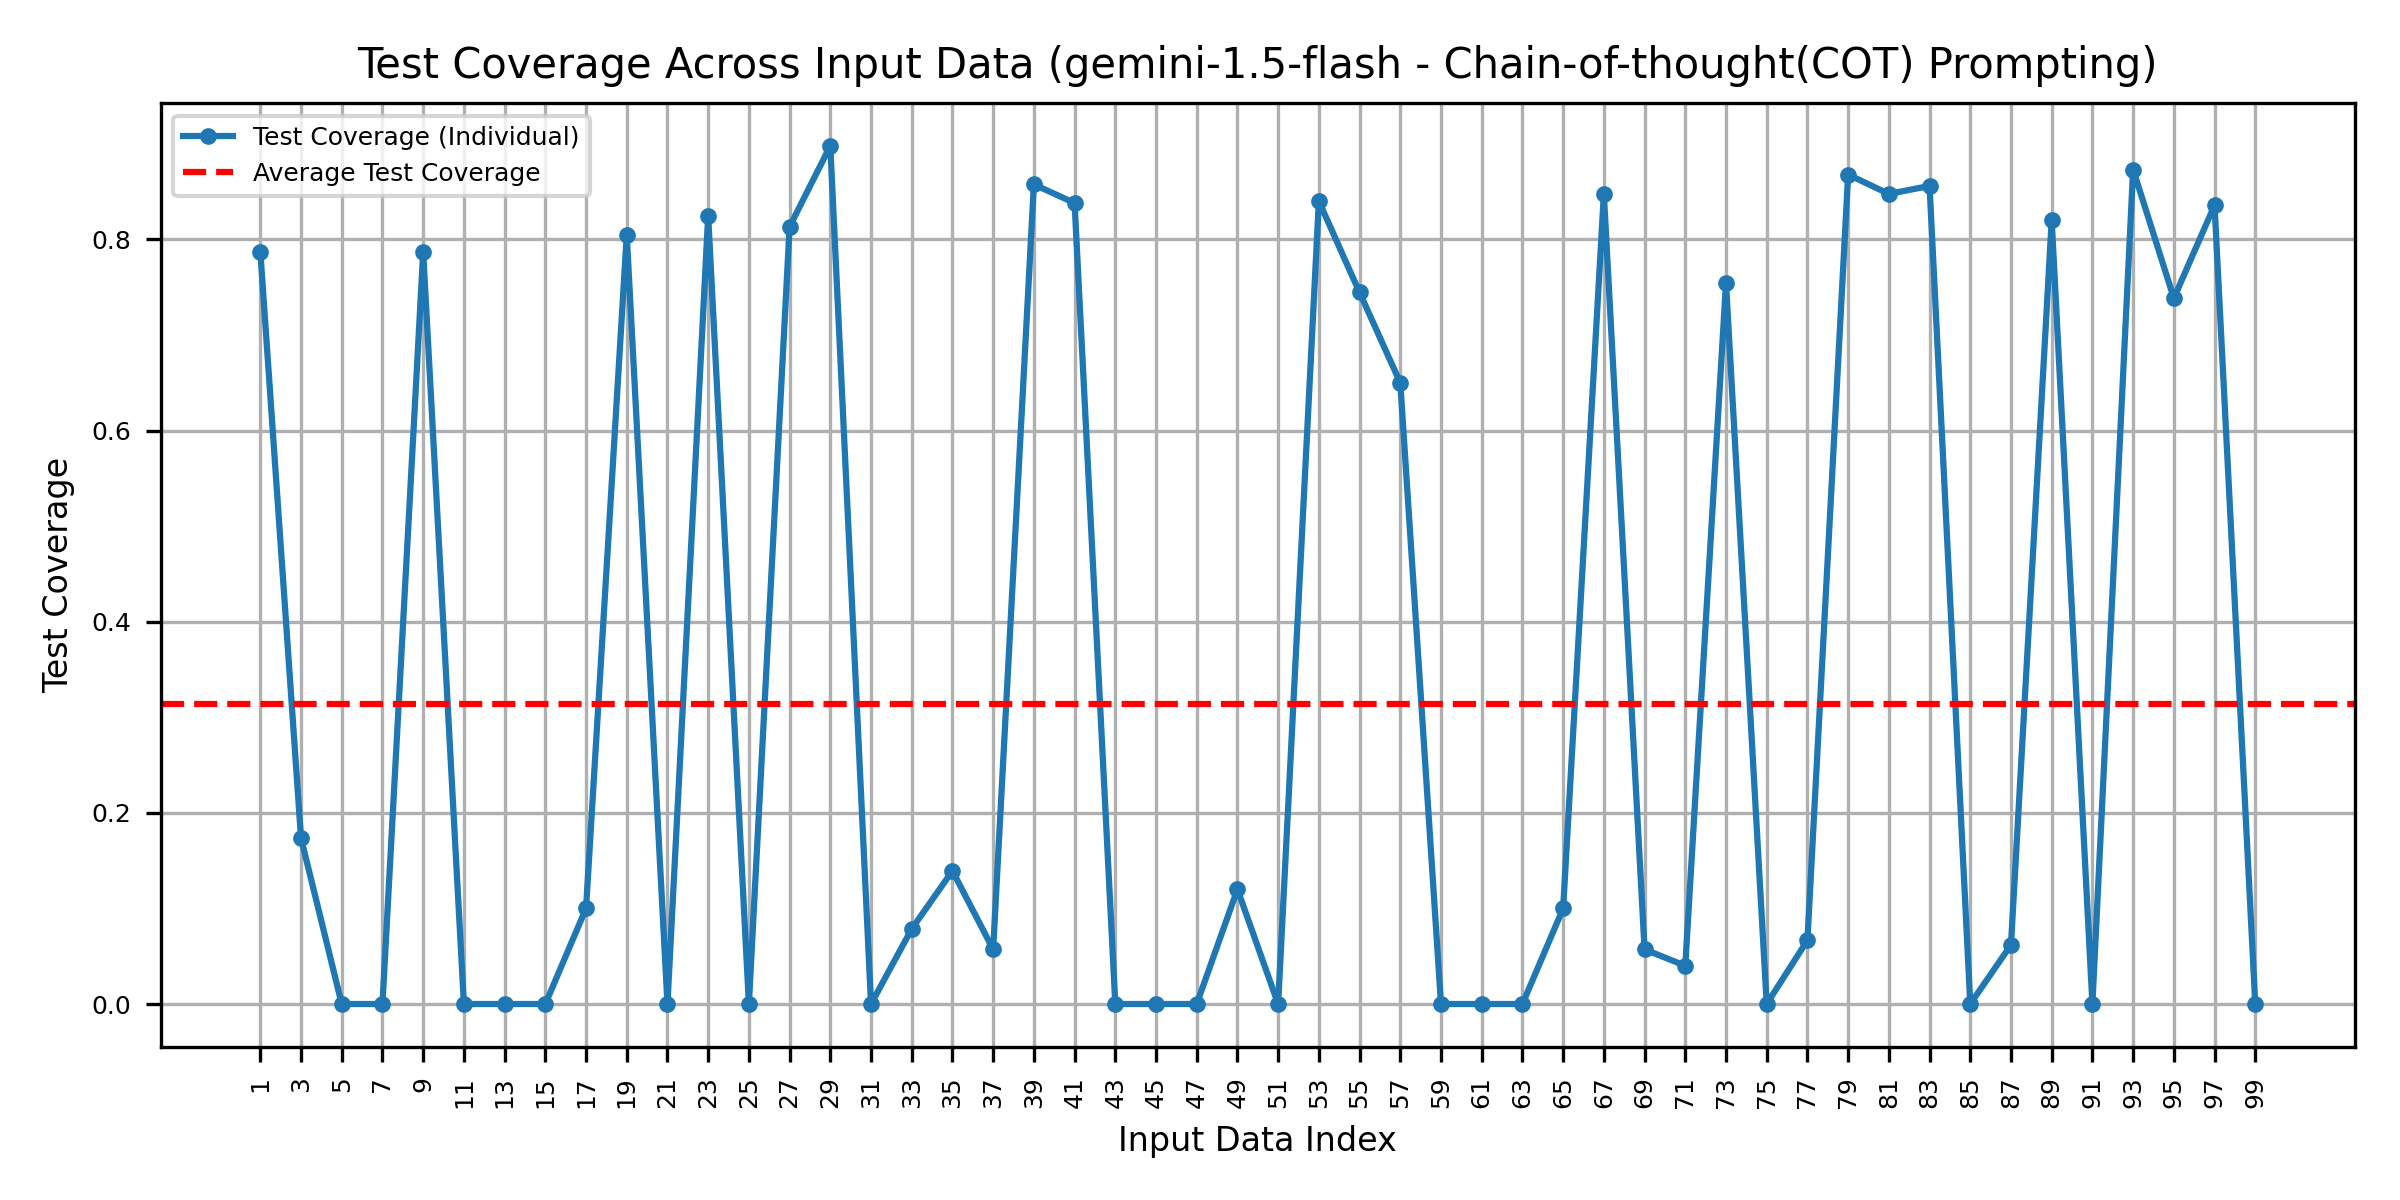 Test Coverage Across Input Data (gemini-1.5-flash - Chain-of-thought(COT) Prompting)
Test Coverage (Individual)
Average Test Coverage
Test Coverage
0.8
0.6
0.4
0.2
0.0
1 3 5 7 9 11 13 15 17 19 21 23 25 27 29 31 33 35 37 39 41 43 45 47 49 51 53 55 57 59 61 63 65 67 69 71 73 75 77 79 81 83 85 87 89 91 93 95 97 99
Input Data Index